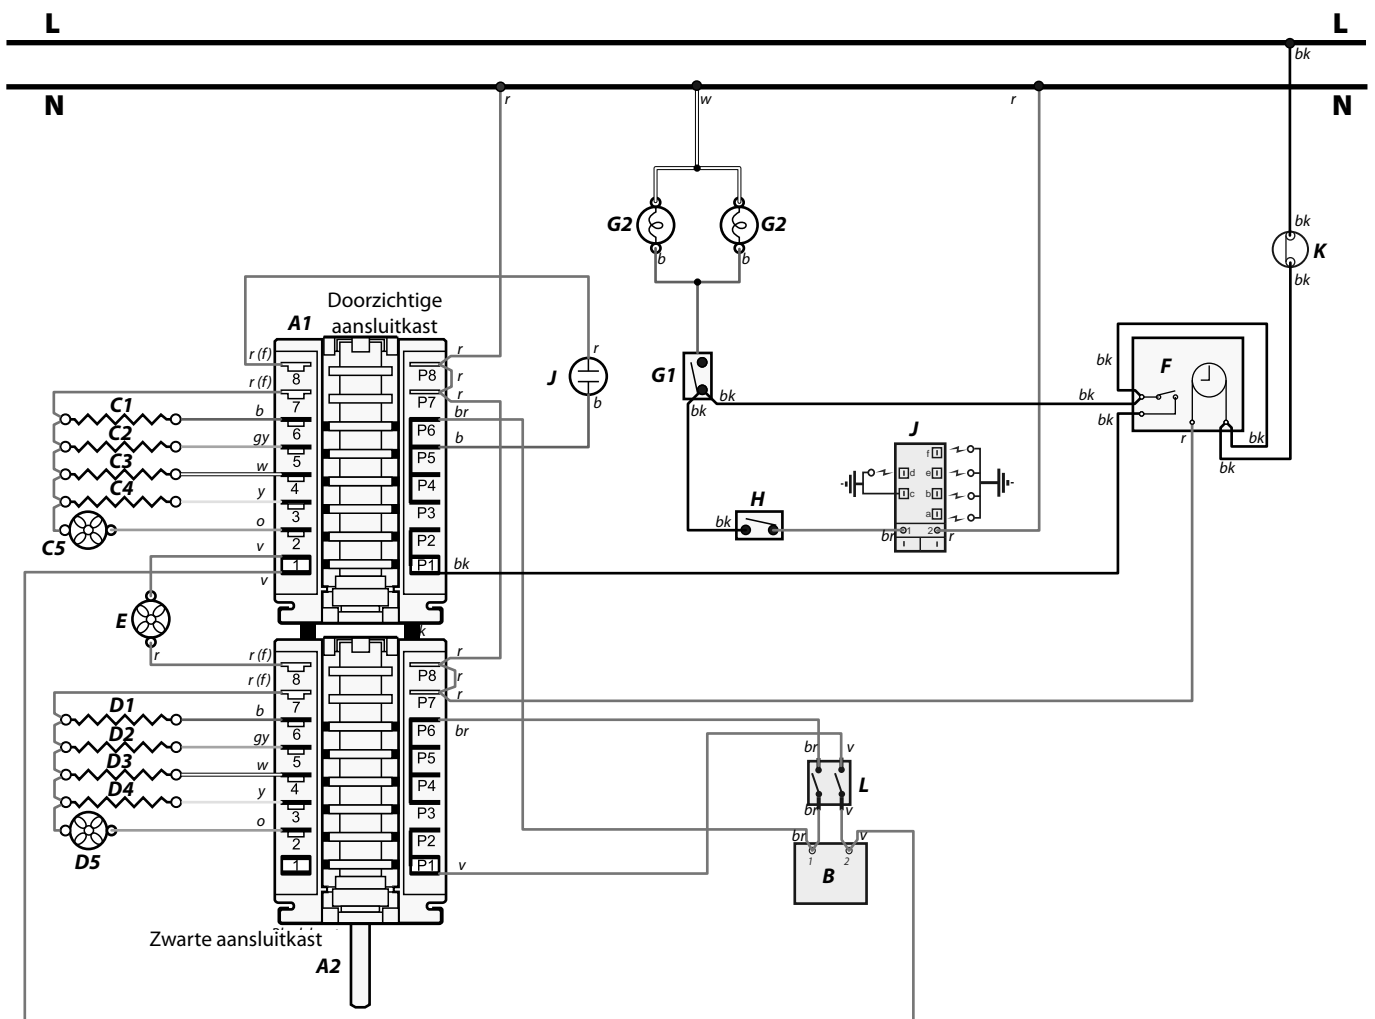 L L
bk
N N
r w r
G2 G2
b b
bk
K
bk
Doorzichtige
aansluitkast
A1
r (f) 8 P8 r
r
r (f) 7 P7 r
J
r
b
C1 b 6 P6 br
C2 gy 5 P5 b
C3 w 4 P4
C4 y 3 P3
C5 o 2 P2
v 1 P1 bk
v
G1
bk
bk
bk
bk
F
bk
r
bk
bk
J
f
d e
c b
a
1 2
br r
H
bk
E
r
r (f) 8 P8 r
r
r (f) 7 P7 r
D1 b 6 P6 br
D2 gy 5 P5
D3 w 4 P4
D4 y 3 P3
D5 o 2 P2
1 P1 v
br v
L
br v
br v
1 2
B
Zwarte aansluitkast
A2